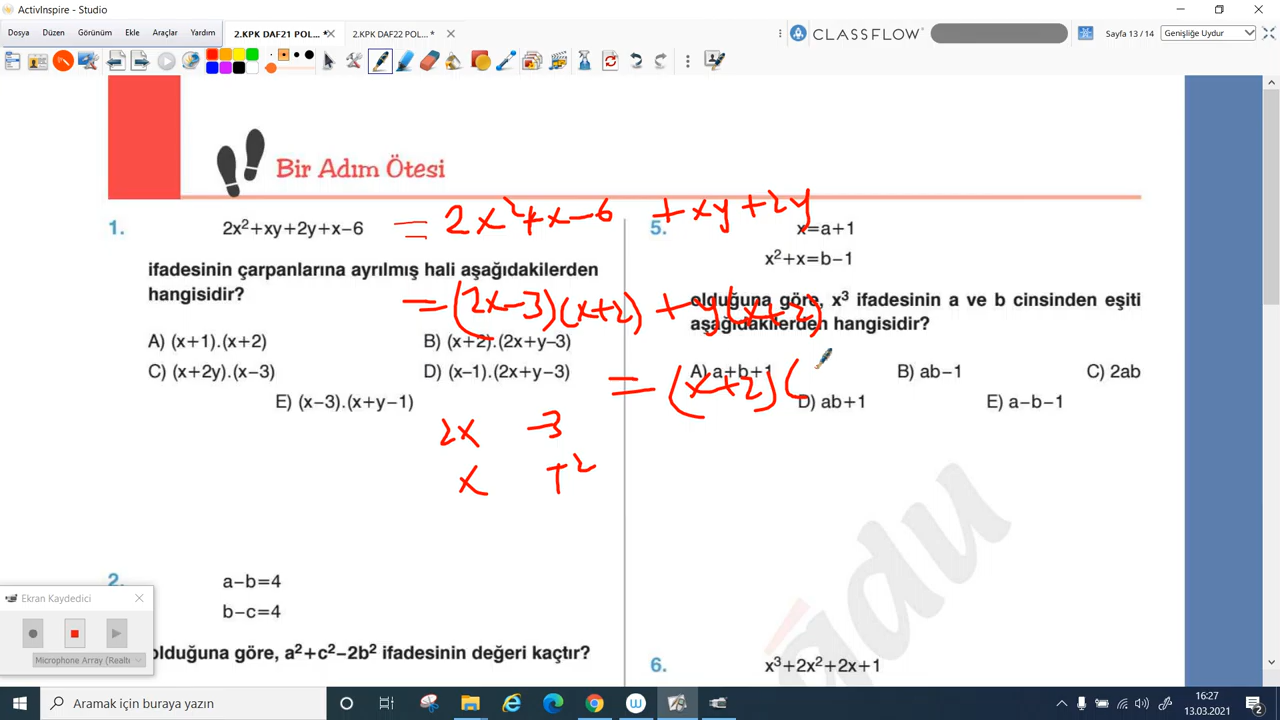 ActivInspire - Studio
Dosya Düzen Görünüm Ekle Araçlar Yardım
2.KPK DAF21 POL... *
2.KPK DAF22 POL... *
CLASSFLOW
Sayfa 13 / 14
Genişliğe Uydur
Bir Adım Ötesi
1. 2x²+xy+2y+x-6
= 2x²+x-6 +xy+2y
ifadesinin çarpanlarına ayrılmış hali aşağıdakilerden
hangisidir?
= (2x-3)(x+2) + y(x+2)
A) (x+1).(x+2) B) (x+2).(2x+y-3)
C) (x+2y).(x-3) D) (x-1).(2x+y-3)
E) (x-3).(x+y-1)
= (x+2)(
2x -3
x +2
2. a-b=4
b-c=4
olduğuna göre, a²+c²-2b² ifadesinin değeri kaçtır?
5. x=a+1
x²+x=b-1
olduğuna göre, x³ ifadesinin a ve b cinsinden eşiti
aşağıdakilerden hangisidir?
A) a+b+1 B) ab-1 C) 2ab
D) ab+1 E) a-b-1
6. x³+2x²+2x+1
Ekran Kaydedici
Microphone Array (Realt
Aramak için buraya yazın
16:27
13.03.2021
2